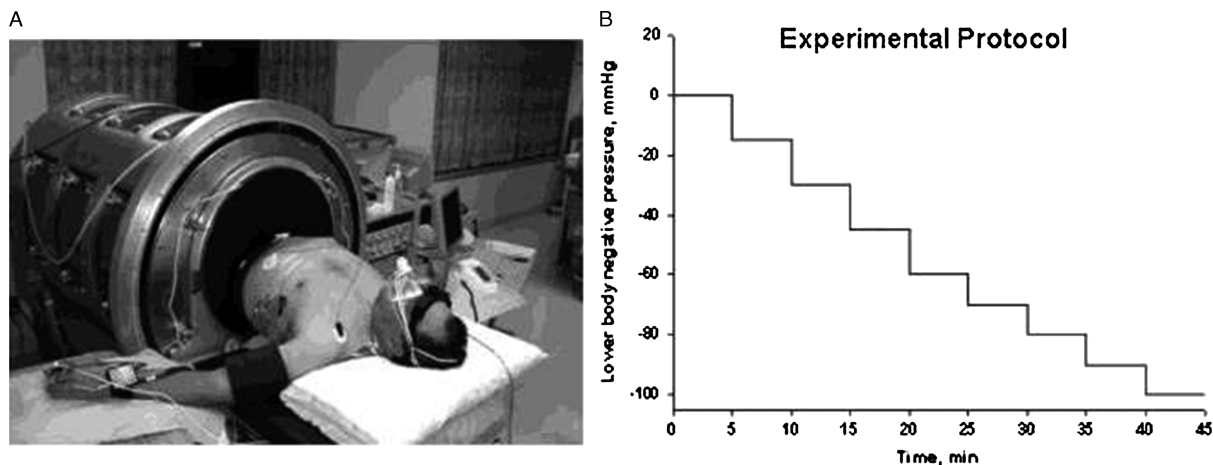 A
B
Experimental Protocol
Lower body negative pressure, mmHg
20
0
-20
-40
-60
-80
-100
0 5 10 15 20 25 30 35 40 45
Time, min